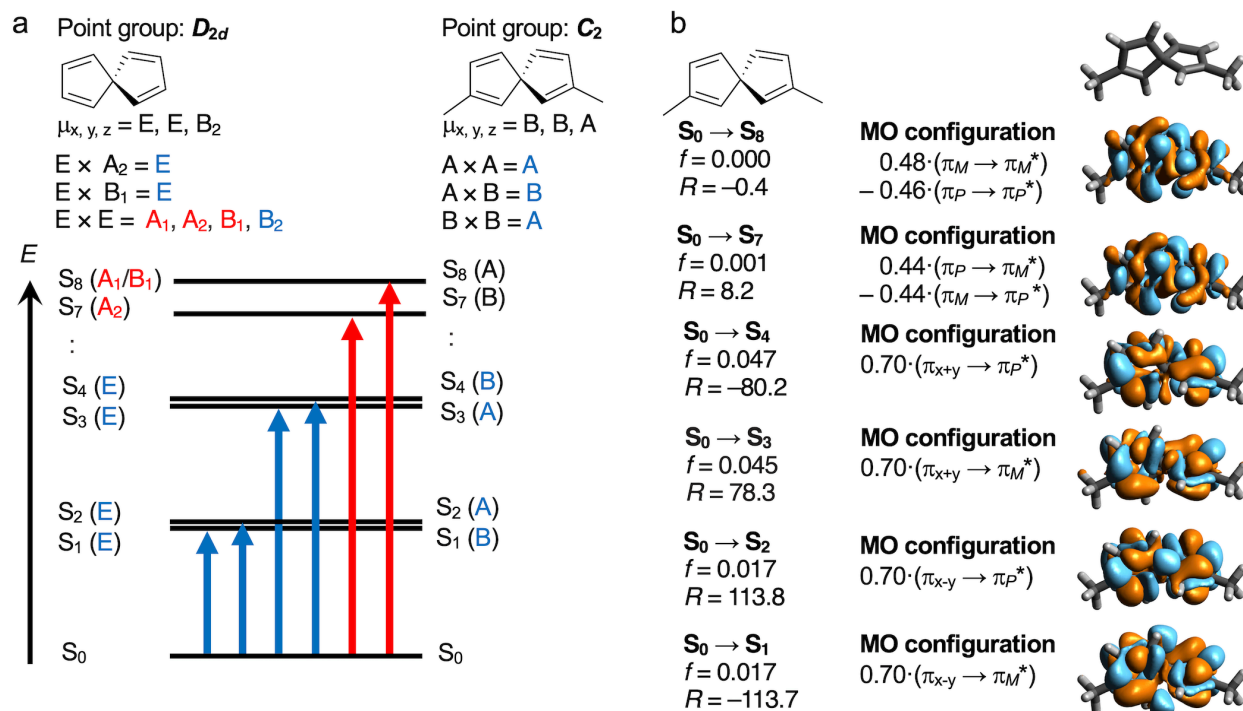 a
Point group: D2d
μx, y, z = E, E, B2
E × A2 = E
E × B1 = E
E × E = A1, A2, B1, B2
Point group: C2
μx, y, z = B, B, A
A × A = A
A × B = B
B × B = A
E
S8 (A1/B1)
S7 (A2)
:
S4 (E)
S3 (E)
S2 (E)
S1 (E)
S0
S8 (A)
S7 (B)
:
S4 (B)
S3 (A)
S2 (A)
S1 (B)
S0
b
S0 → S8
f = 0.000
R = –0.4
MO configuration
0.48·(πM → πM*)
– 0.46·(πP → πP*)
S0 → S7
f = 0.001
R = 8.2
MO configuration
0.44·(πP → πM*)
– 0.44·(πM → πP*)
S0 → S4
f = 0.047
R = –80.2
MO configuration
0.70·(πx+y → πP*)
S0 → S3
f = 0.045
R = 78.3
MO configuration
0.70·(πx+y → πM*)
S0 → S2
f = 0.017
R = 113.8
MO configuration
0.70·(πx-y → πP*)
S0 → S1
f = 0.017
R = –113.7
MO configuration
0.70·(πx-y → πM*)